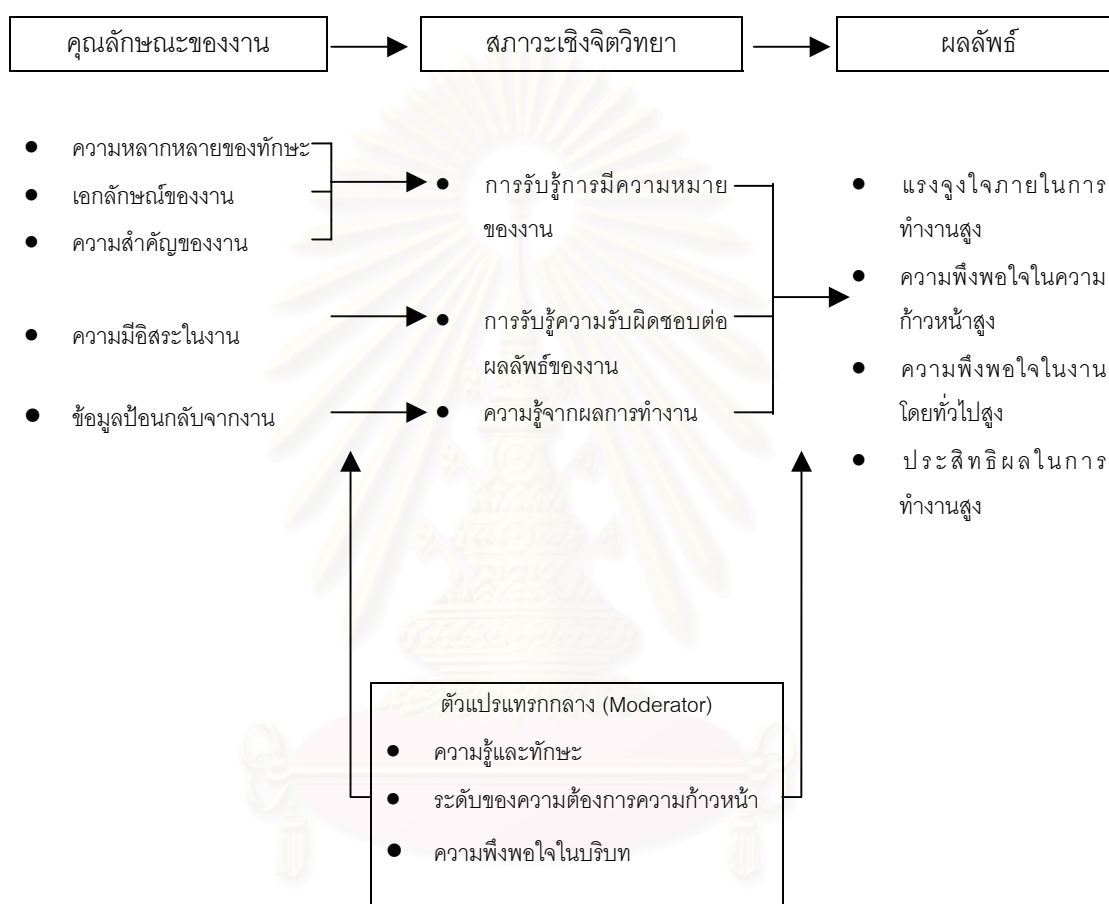 คุณลักษณะของงาน
สภาวะเชิงจิตวิทยา
ผลลัพธ์
● ความหลากหลายของทักษะ
● เอกลักษณ์ของงาน
● ความสำคัญของงาน
● ความมีอิสระในงาน
● ข้อมูลป้อนกลับจากงาน
● การรับรู้การมีความหมาย
ของงาน
● การรับรู้ความรับผิดชอบต่อ
ผลลัพธ์ของงาน
● ความรู้จากผลการทำงาน
● แรงจูงใจภายในการ
ทำงานสูง
● ความพึงพอใจในความ
ก้าวหน้าสูง
● ความพึงพอใจในงาน
โดยทั่วไปสูง
● ประสิทธิผลในการ
ทำงานสูง
ตัวแปรแทรกกลาง (Moderator)
● ความรู้และทักษะ
● ระดับของความต้องการความก้าวหน้า
● ความพึงพอใจในบริบท